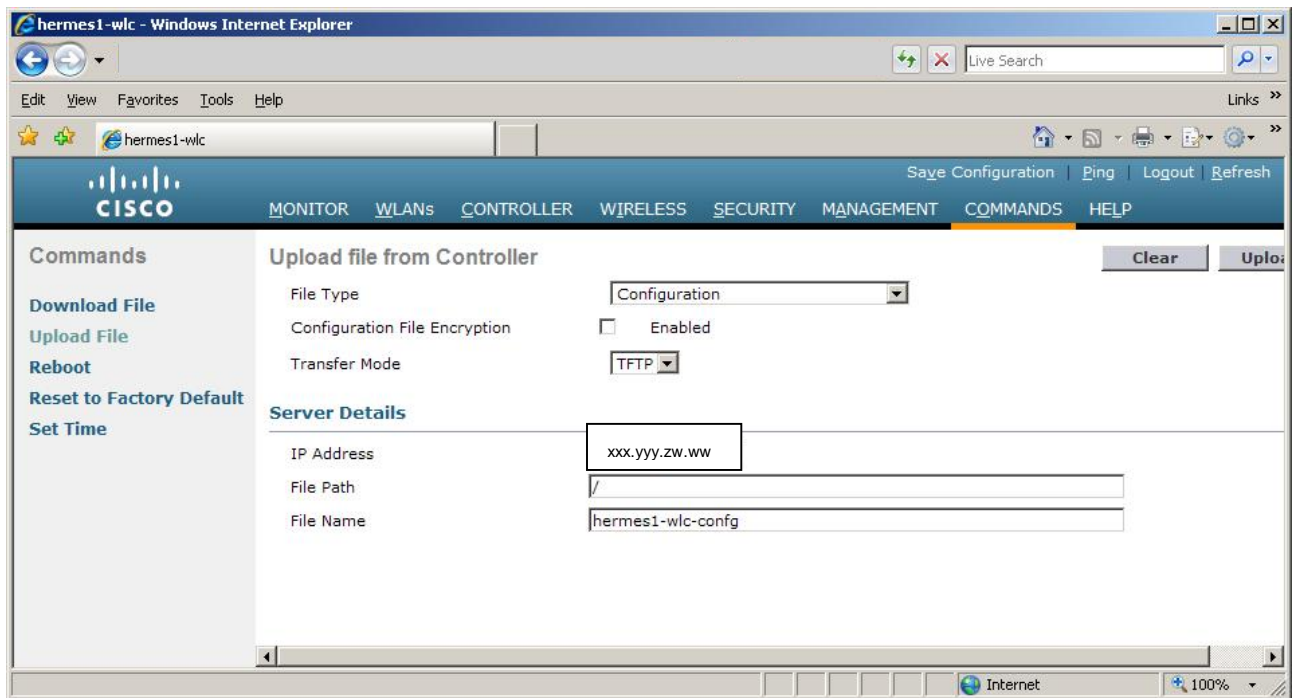 hermes1-wlc - Windows Internet Explorer
Live Search
Edit View Favorites Tools Help
Links »
hermes1-wlc
»
Save Configuration | Ping | Logout | Refresh
CISCO
MONITOR WLANs CONTROLLER WIRELESS SECURITY MANAGEMENT COMMANDS HELP
Commands
Download File
Upload File
Reboot
Reset to Factory Default
Set Time
Upload file from Controller
Clear
Uploa
File Type
Configuration
Configuration File Encryption
Enabled
Transfer Mode
TFTP
Server Details
IP Address
xxx.yyy.zw.ww
File Path
/
File Name
hermes1-wlc-confg
Internet
100%